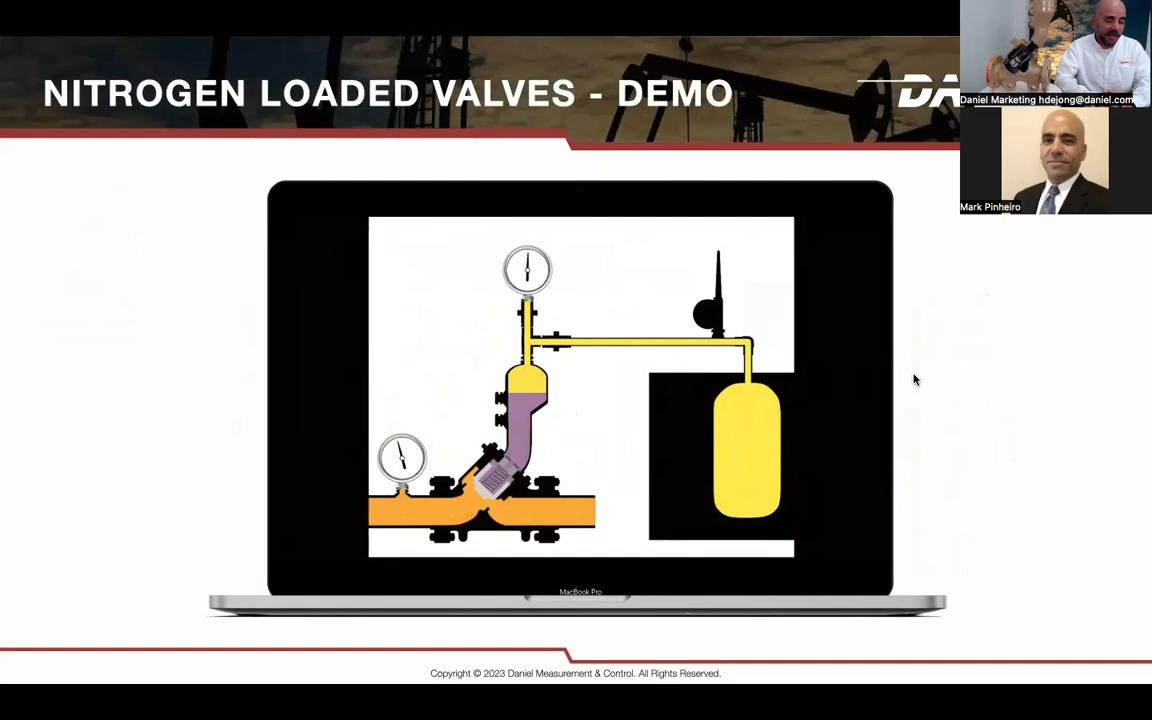 NITROGEN LOADED VALVES - DEMO
DA
Daniel Marketing hdejong@daniel.com
Mark Pinheiro
MacBook Pro
Copyright © 2023 Daniel Measurement & Control. All Rights Reserved.